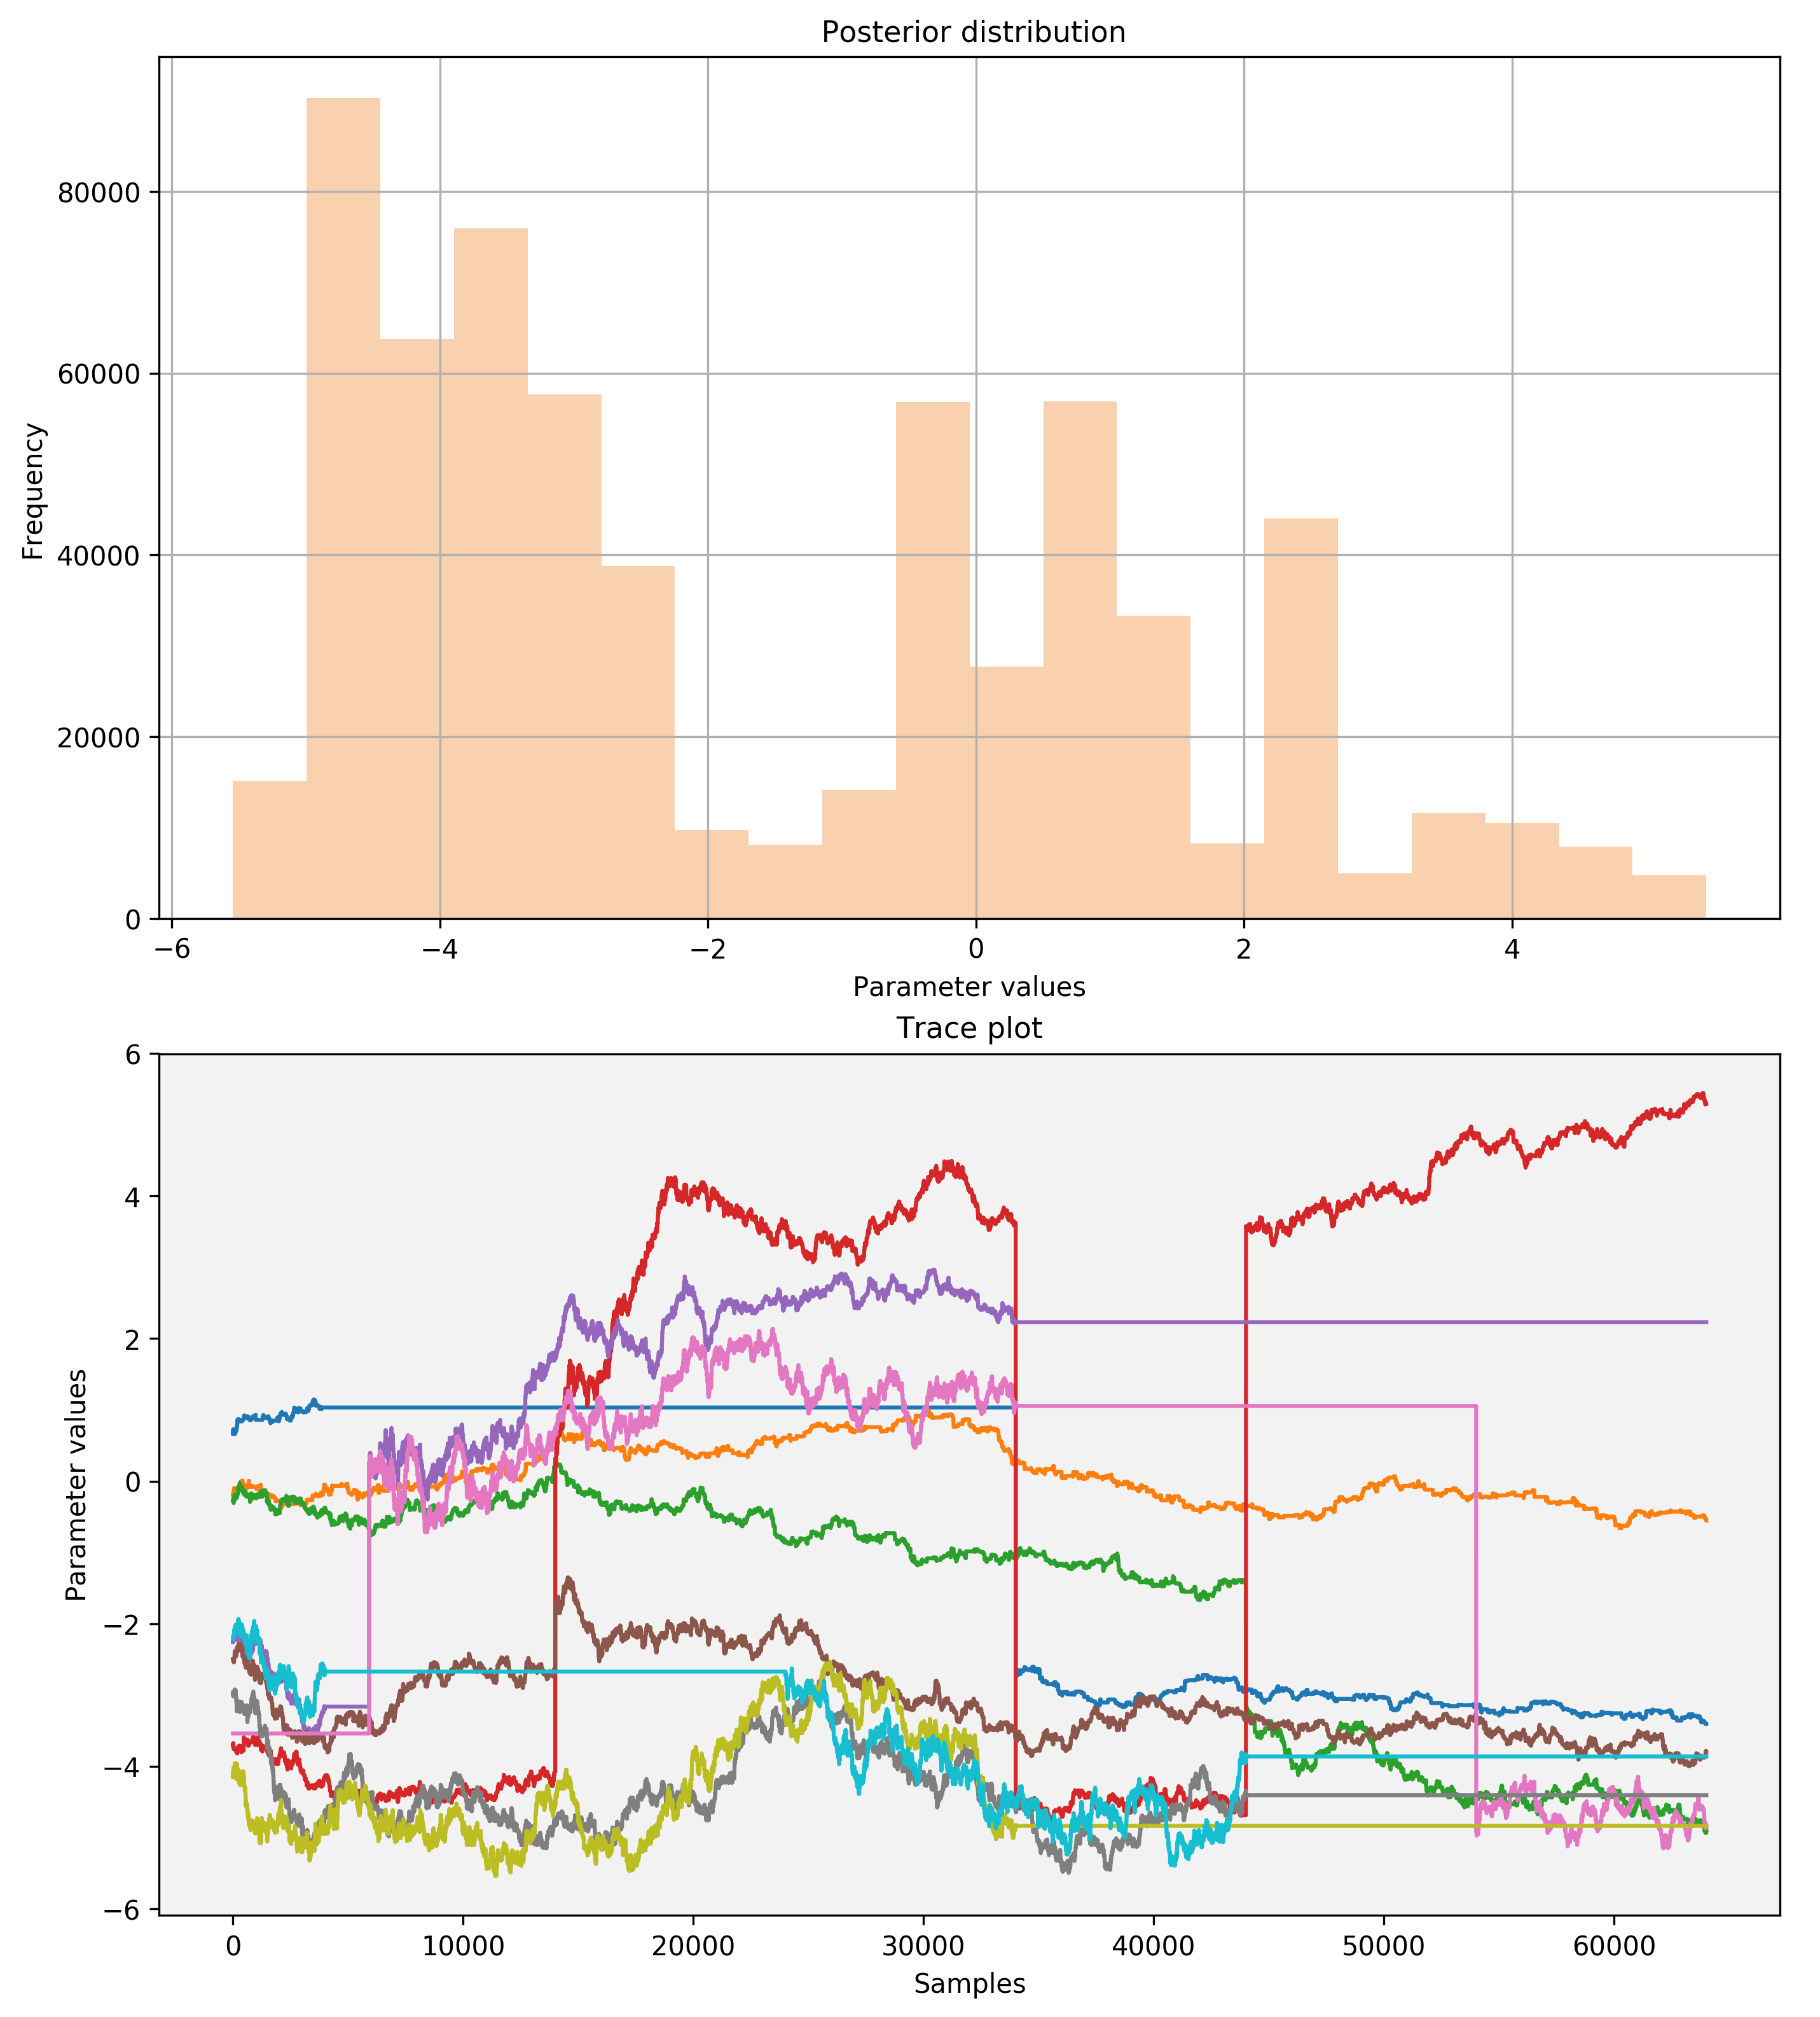 Posterior distribution
80000
60000
40000
20000
0
Frequency
−6 −4 −2 0 2 4
Parameter values
Trace plot
6
4
2
0
−2
−4
−6
Parameter values
0 10000 20000 30000 40000 50000 60000
Samples